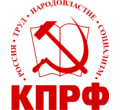 РОССИЯ · ТРУД · НАРОДОВЛАСТИЕ · СОЦИАЛИЗМ ·
КПРФ